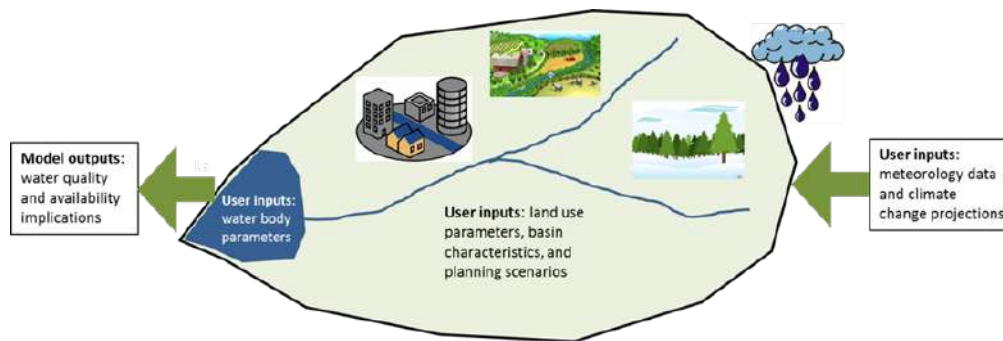 Model outputs:
water quality
and availability
implications
User inputs:
water body
parameters
User inputs: land use
parameters, basin
characteristics, and
planning scenarios
User inputs:
meteorology data
and climate
change projections